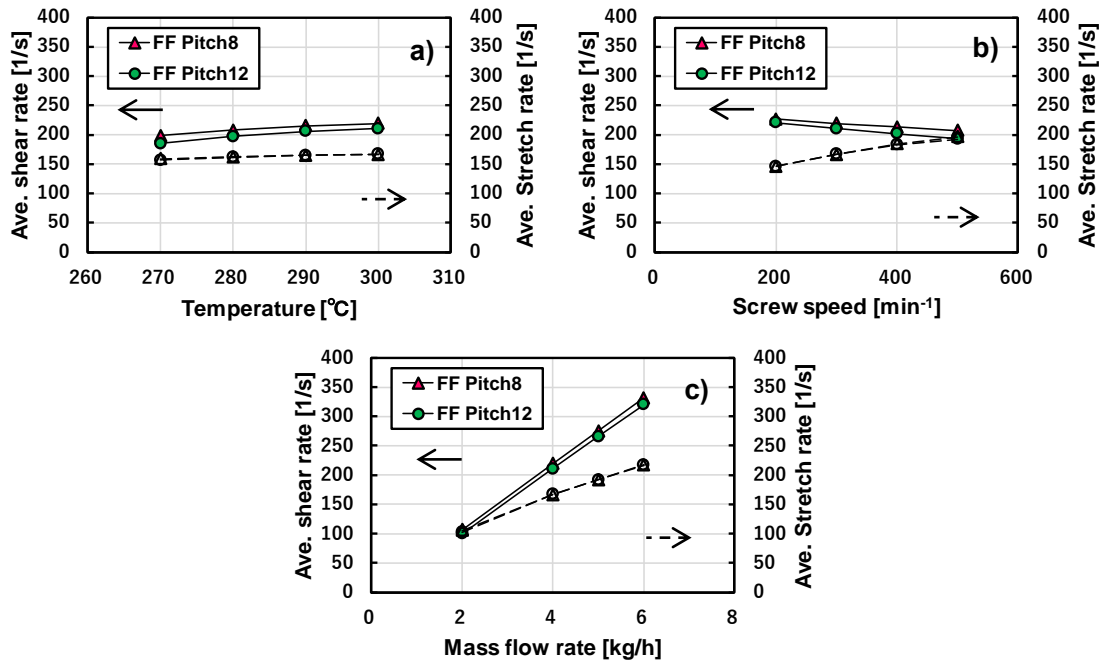 a)
FF Pitch8
FF Pitch12
Ave. shear rate [1/s]
400
350
300
250
200
150
100
50
0
Ave. Stretch rate [1/s]
400
350
300
250
200
150
100
50
0
260 270 280 290 300 310
Temperature [°C]
b)
FF Pitch8
FF Pitch12
Ave. shear rate [1/s]
400
350
300
250
200
150
100
50
0
Ave. Stretch rate [1/s]
400
350
300
250
200
150
100
50
0
0 200 400 600
Screw speed [min-1]
c)
FF Pitch8
FF Pitch12
Ave. shear rate [1/s]
400
350
300
250
200
150
100
50
0
Ave. Stretch rate [1/s]
400
350
300
250
200
150
100
50
0
0 2 4 6 8
Mass flow rate [kg/h]